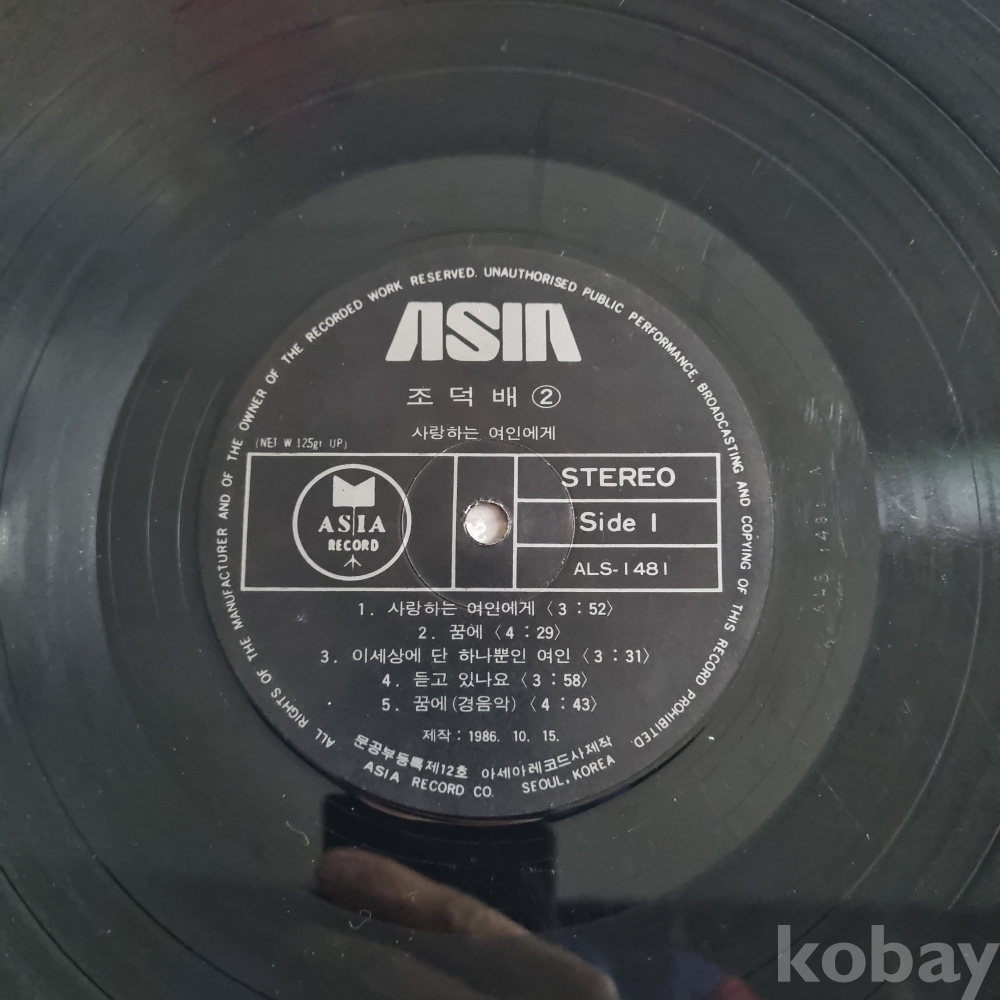 ALL RIGHTS OF THE MANUFACTURER AND OF THE OWNER OF THE RECORDED WORK RESERVED. UNAUTHORISED PUBLIC PERFORMANCE, BROADCASTING AND COPYING OF THIS RECORD PROHIBITED.
ASIA
조덕배②
사랑하는 여인에게
(NET W 125gr UP)
ASIA
RECORD
STEREO
Side 1
ALS-1481
1. 사랑하는 여인에게 〈3:52〉
2. 꿈에 〈4:29〉
3. 이세상에 단 하나뿐인 여인 〈3:31〉
4. 듣고 있나요 〈3:58〉
5. 꿈에(경음악) 〈4:43〉
제작: 1986. 10. 15.
문공부등록제12호 아세아레코드사제작
ASIA RECORD CO. SEOUL, KOREA
ALS 1481 A
kobay